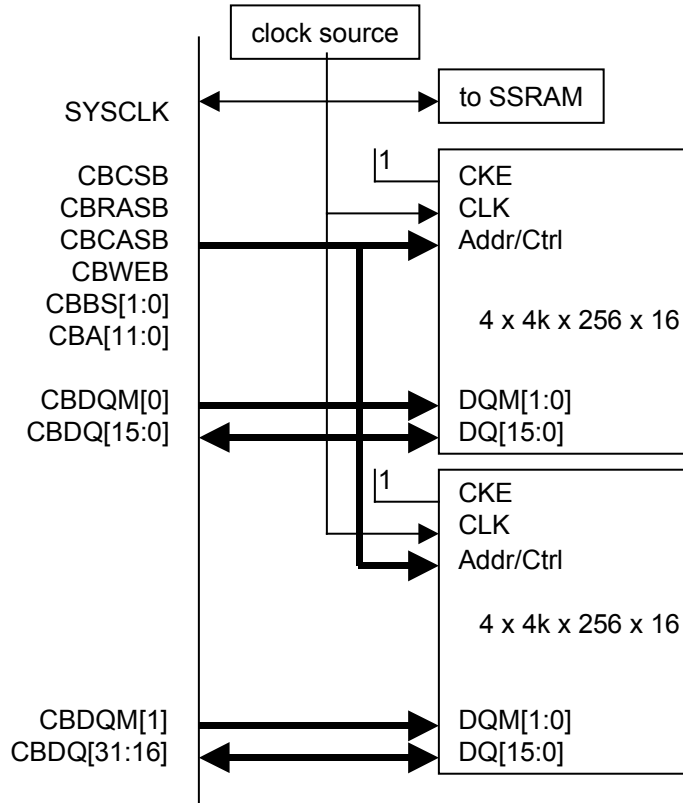 clock source
SYSCLK
to SSRAM
CBCSB
CBRASB
CBCASB
CBWEB
CBBS[1:0]
CBA[11:0]
1
CKE
CLK
Addr/Ctrl
4 x 4k x 256 x 16
CBDQM[0]
CBDQ[15:0]
DQM[1:0]
DQ[15:0]
1
CKE
CLK
Addr/Ctrl
4 x 4k x 256 x 16
CBDQM[1]
CBDQ[31:16]
DQM[1:0]
DQ[15:0]